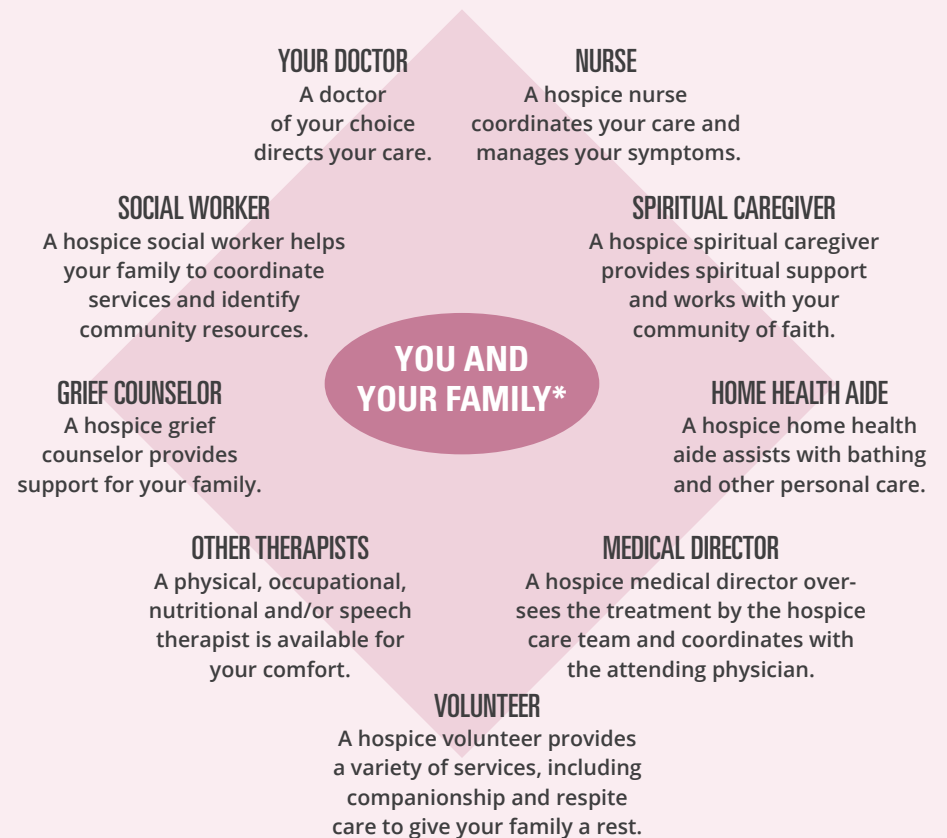 YOUR DOCTOR
A doctor
of your choice
directs your care.
NURSE
A hospice nurse
coordinates your care and
manages your symptoms.
SOCIAL WORKER
A hospice social worker helps
your family to coordinate
services and identify
community resources.
SPIRITUAL CAREGIVER
A hospice spiritual caregiver
provides spiritual support
and works with your
community of faith.
YOU AND
YOUR FAMILY*
GRIEF COUNSELOR
A hospice grief
counselor provides
support for your family.
HOME HEALTH AIDE
A hospice home health
aide assists with bathing
and other personal care.
OTHER THERAPISTS
A physical, occupational,
nutritional and/or speech
therapist is available for
your comfort.
MEDICAL DIRECTOR
A hospice medical director over-
sees the treatment by the hospice
care team and coordinates with
the attending physician.
VOLUNTEER
A hospice volunteer provides
a variety of services, including
companionship and respite
care to give your family a rest.